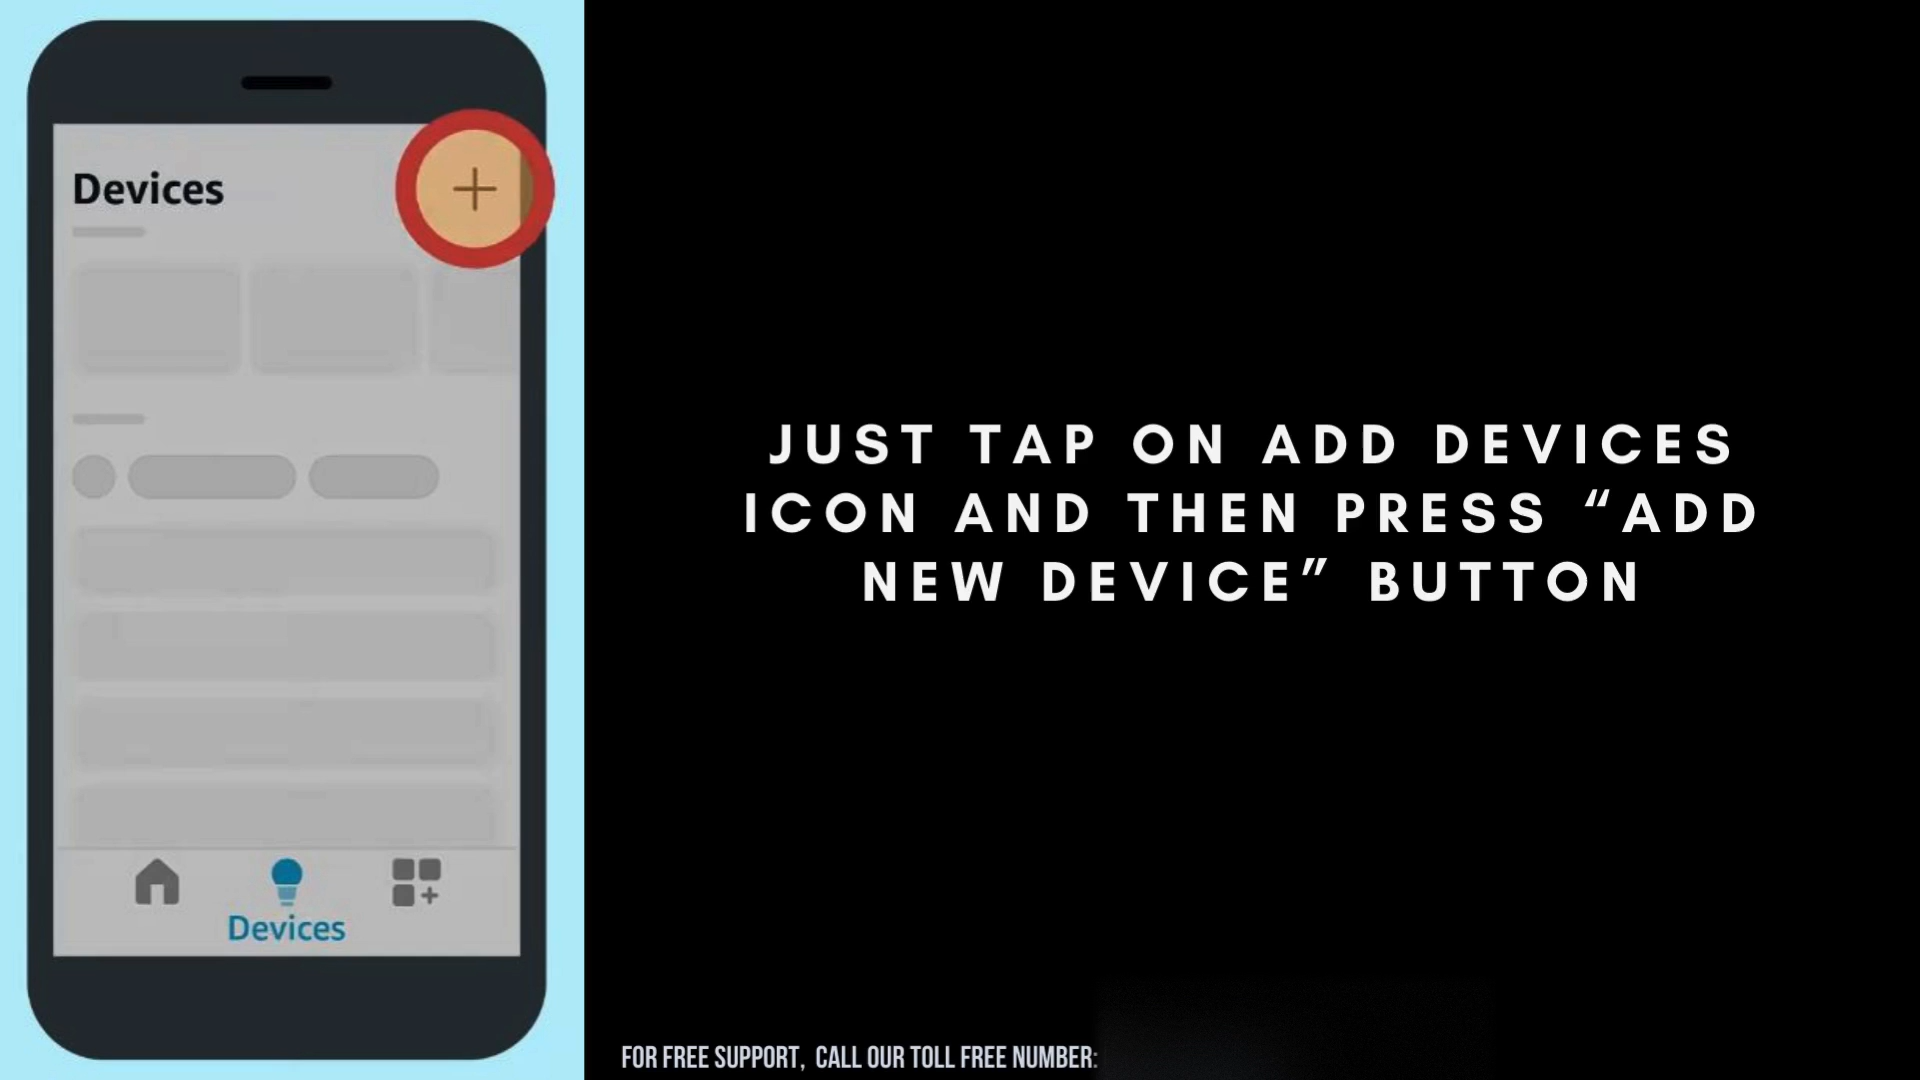 Devices
Devices
JUST TAP ON ADD DEVICES
ICON AND THEN PRESS “ADD
NEW DEVICE” BUTTON
FOR FREE SUPPORT, CALL OUR TOLL FREE NUMBER: